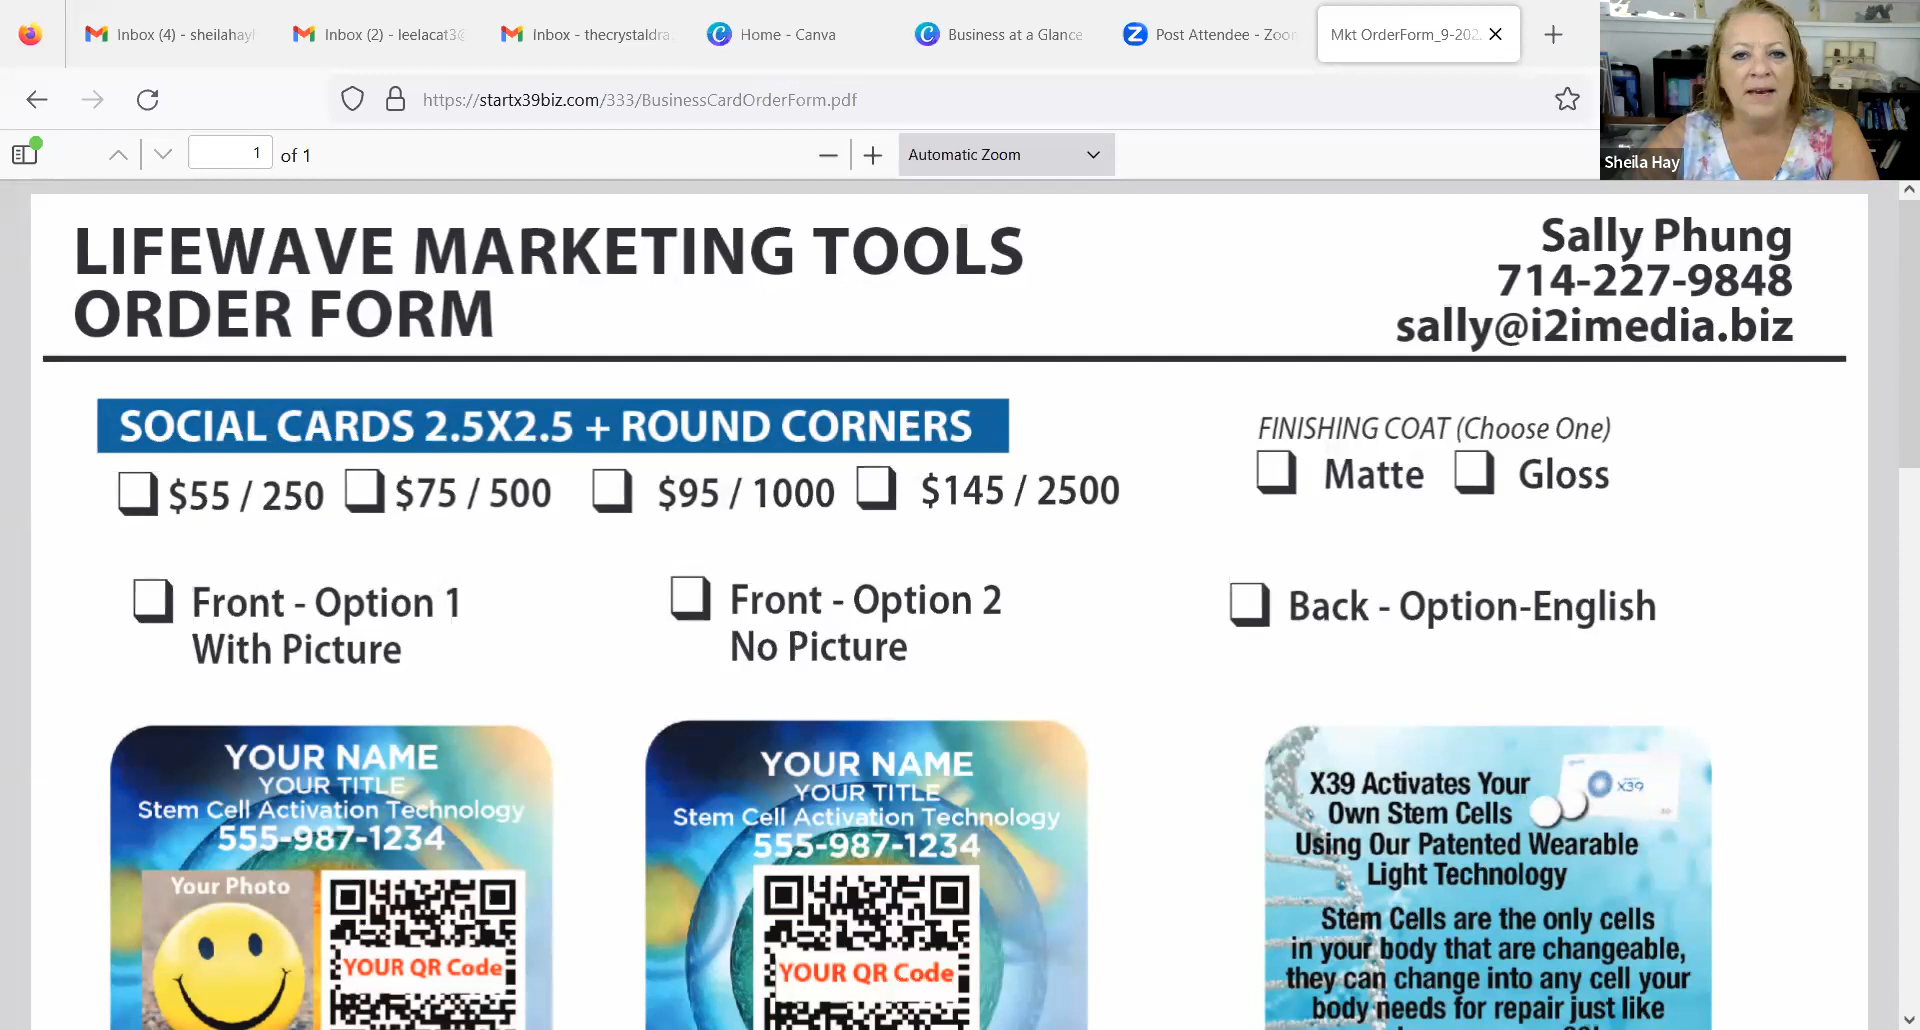 Inbox (4) - sheilahayl
Inbox (2) - leelacat3@
Inbox - thecrystaldra
Home - Canva
Business at a Glance
Post Attendee - Zoom
Mkt OrderForm_9-202
https://startx39biz.com/333/BusinessCardOrderForm.pdf
1 of 1
Automatic Zoom
Sheila Hay
LIFEWAVE MARKETING TOOLS
ORDER FORM
Sally Phung
714-227-9848
sally@i2imedia.biz
SOCIAL CARDS 2.5X2.5 + ROUND CORNERS
$55 / 250 $75 / 500 $95 / 1000 $145 / 2500
FINISHING COAT (Choose One)
Matte Gloss
Front - Option 1
With Picture
Front - Option 2
No Picture
Back - Option-English
YOUR NAME
YOUR TITLE
Stem Cell Activation Technology
555-987-1234
Your Photo
YOUR QR Code
YOUR NAME
YOUR TITLE
Stem Cell Activation Technology
555-987-1234
YOUR QR Code
X39 Activates Your
Own Stem Cells
Using Our Patented Wearable
Light Technology
X39
Stem Cells are the only cells
in your body that are changeable,
they can change into any cell your
body needs for repair just like